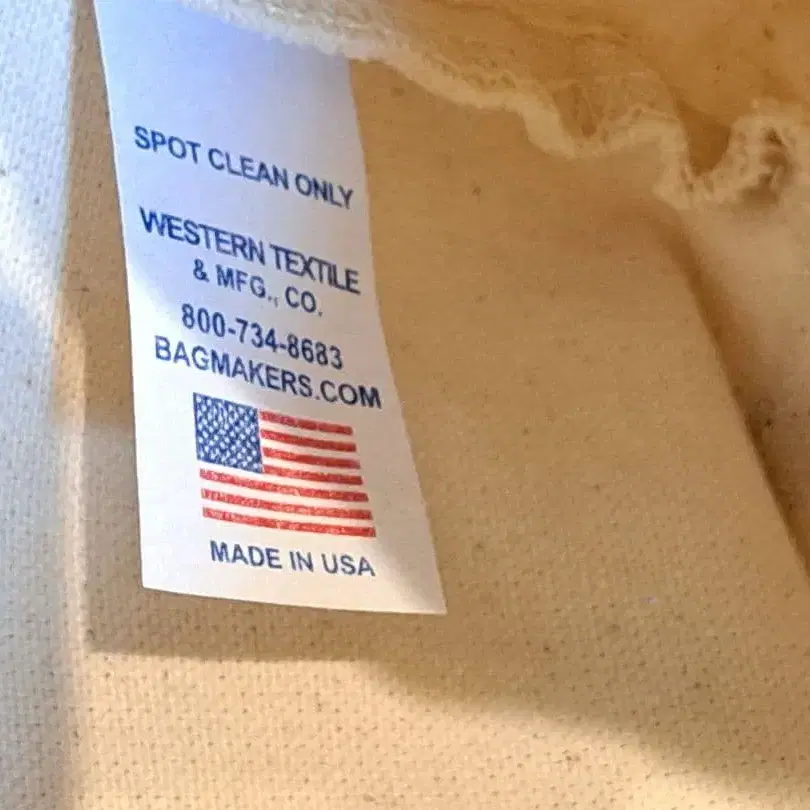 SPOT CLEAN ONLY
WESTERN TEXTILE
& MFG., CO.
800-734-8683
BAGMAKERS.COM
MADE IN USA